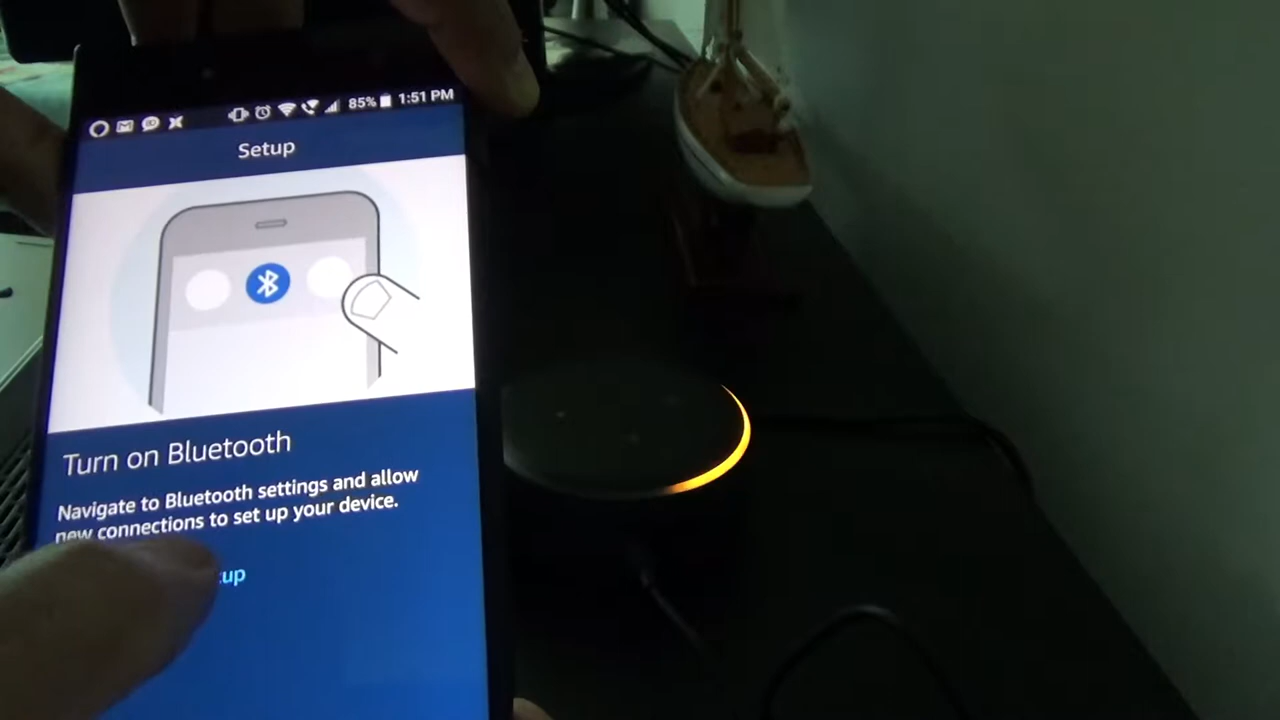 85% 1:51 PM
Setup
Turn on Bluetooth
Navigate to Bluetooth settings and allow
new connections to set up your device.
up